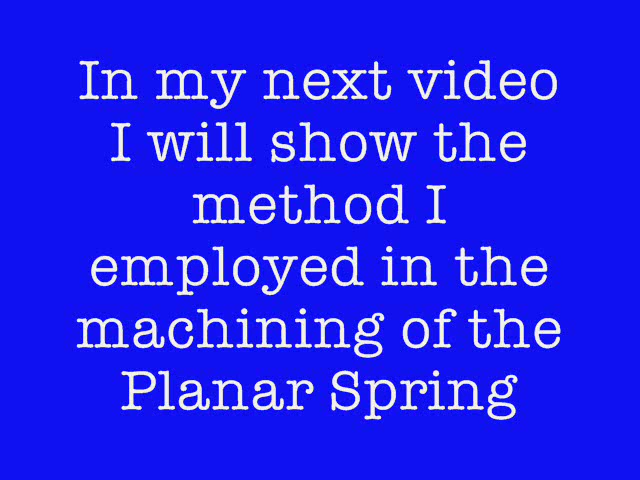 In my next video
I will show the
method I
employed in the
machining of the
Planar Spring